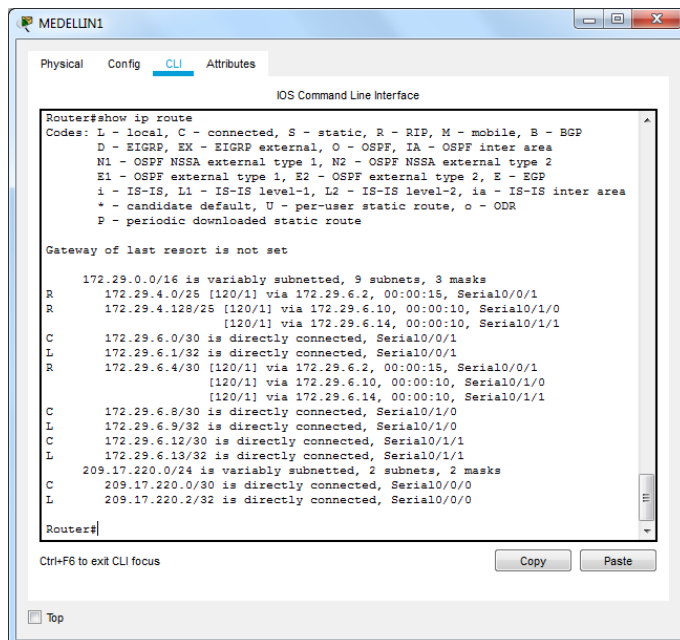 MEDELLIN1
Physical Config CLI Attributes
IOS Command Line Interface
Router#show ip route
Codes: L - local, C - connected, S - static, R - RIP, M - mobile, B - BGP
       D - EIGRP, EX - EIGRP external, O - OSPF, IA - OSPF inter area
       N1 - OSPF NSSA external type 1, N2 - OSPF NSSA external type 2
       E1 - OSPF external type 1, E2 - OSPF external type 2, E - EGP
       i - IS-IS, L1 - IS-IS level-1, L2 - IS-IS level-2, ia - IS-IS inter area
       * - candidate default, U - per-user static route, o - ODR
       P - periodic downloaded static route
Gateway of last resort is not set
     172.29.0.0/16 is variably subnetted, 9 subnets, 3 masks
R       172.29.4.0/25 [120/1] via 172.29.6.2, 00:00:15, Serial0/0/1
R       172.29.4.128/25 [120/1] via 172.29.6.10, 00:00:10, Serial0/1/0
                        [120/1] via 172.29.6.14, 00:00:10, Serial0/1/1
C       172.29.6.0/30 is directly connected, Serial0/0/1
L       172.29.6.1/32 is directly connected, Serial0/0/1
R       172.29.6.4/30 [120/1] via 172.29.6.2, 00:00:15, Serial0/0/1
                      [120/1] via 172.29.6.10, 00:00:10, Serial0/1/0
                      [120/1] via 172.29.6.14, 00:00:10, Serial0/1/1
C       172.29.6.8/30 is directly connected, Serial0/1/0
L       172.29.6.9/32 is directly connected, Serial0/1/0
C       172.29.6.12/30 is directly connected, Serial0/1/1
L       172.29.6.13/32 is directly connected, Serial0/1/1
     209.17.220.0/24 is variably subnetted, 2 subnets, 2 masks
C       209.17.220.0/30 is directly connected, Serial0/0/0
L       209.17.220.2/32 is directly connected, Serial0/0/0
Router#
Ctrl+F6 to exit CLI focus
Copy Paste
Top